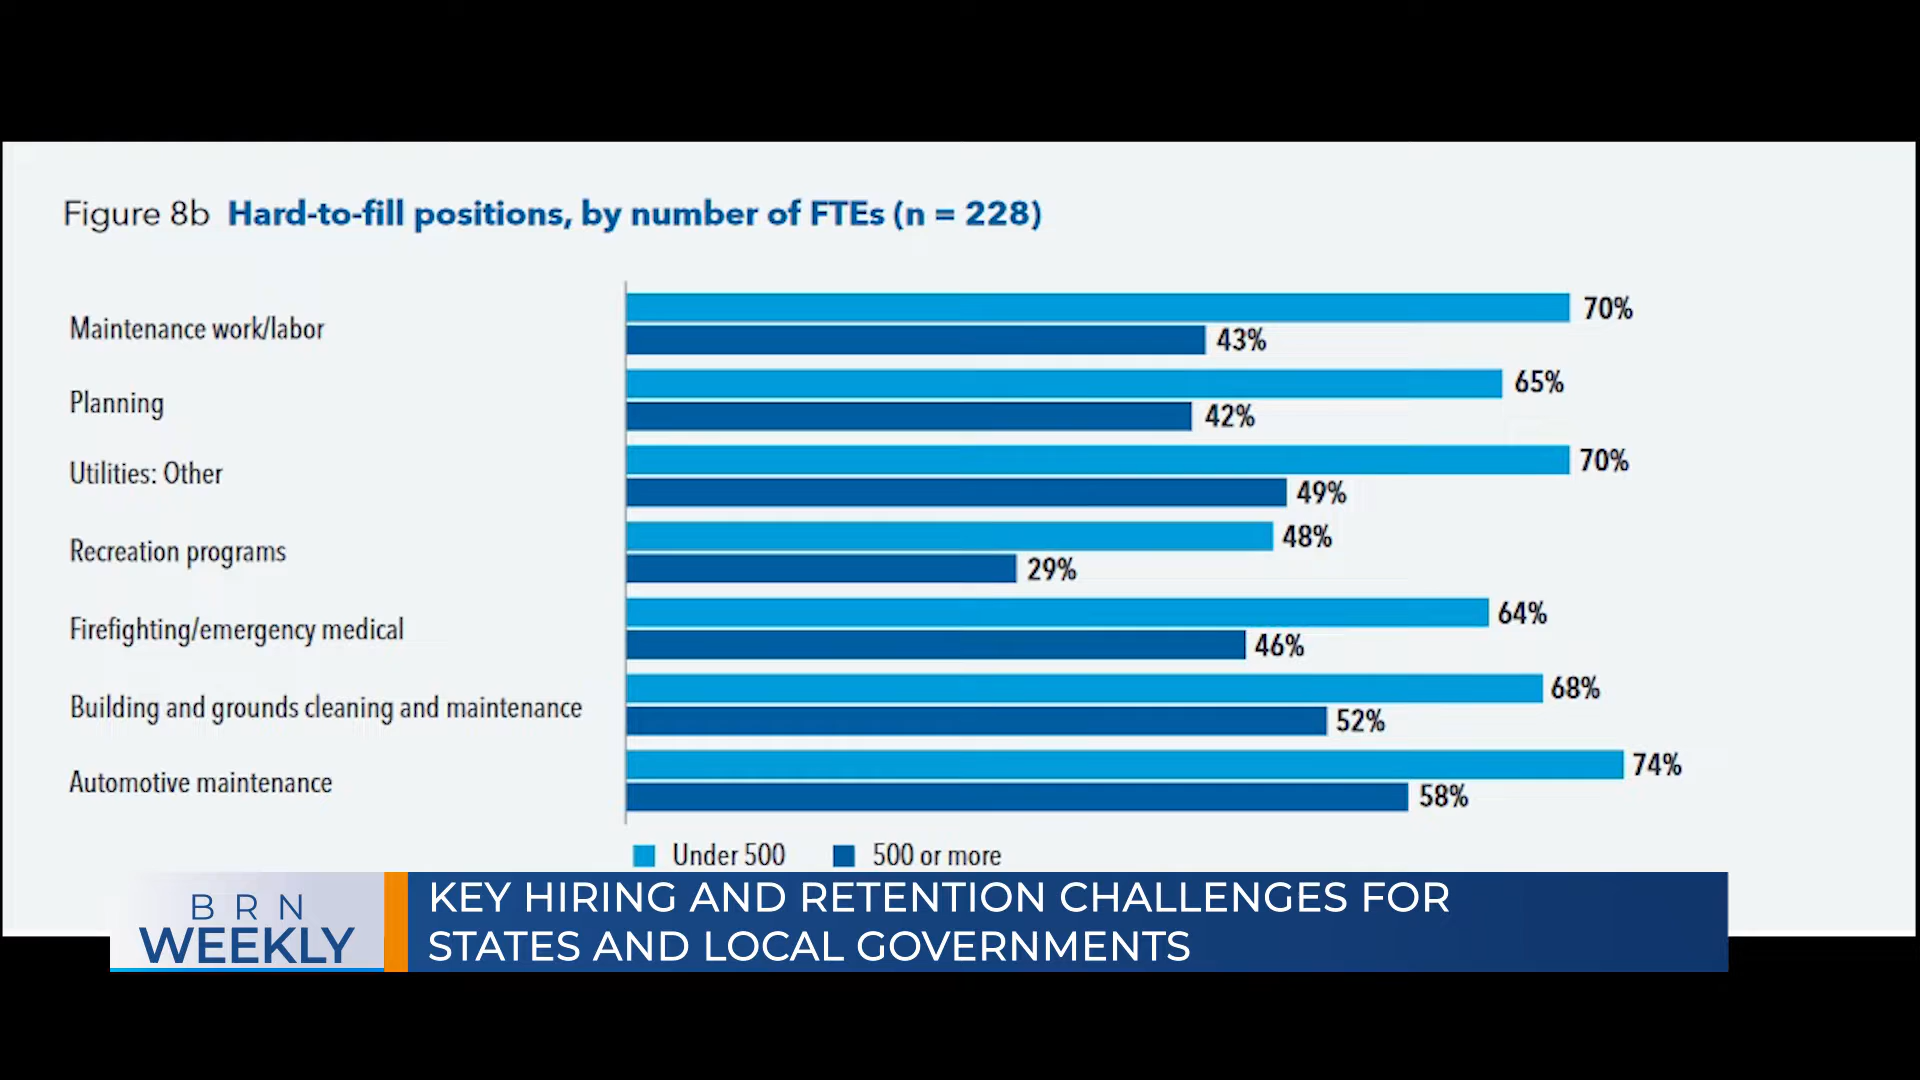 Figure 8b Hard-to-fill positions, by number of FTEs (n = 228)
Maintenance work/labor
70%
43%
Planning
65%
42%
Utilities: Other
70%
49%
Recreation programs
48%
29%
Firefighting/emergency medical
64%
46%
Building and grounds cleaning and maintenance
68%
52%
Automotive maintenance
74%
58%
Under 500 500 or more
BRN
WEEKLY
KEY HIRING AND RETENTION CHALLENGES FOR
STATES AND LOCAL GOVERNMENTS